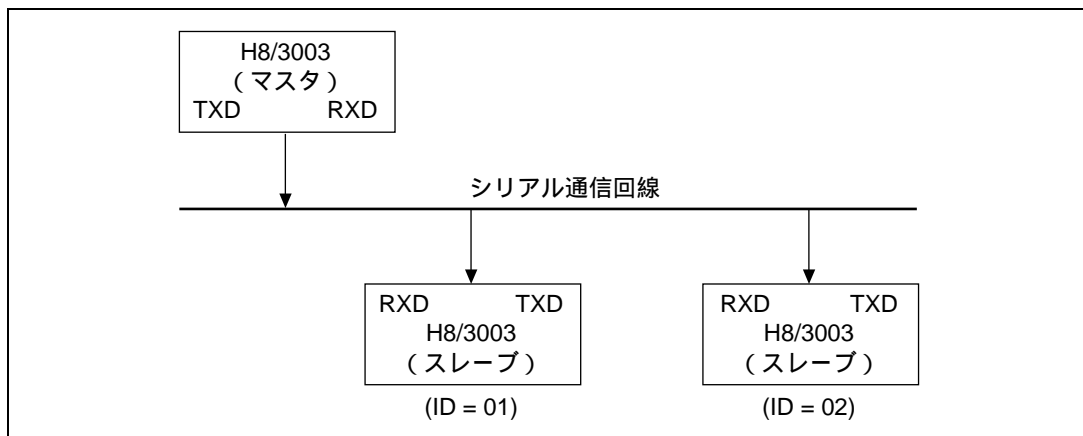 H8/3003
(マスタ)
TXD RXD
シリアル通信回線
RXD TXD
H8/3003
(スレーブ)
(ID = 01)
RXD TXD
H8/3003
(スレーブ)
(ID = 02)